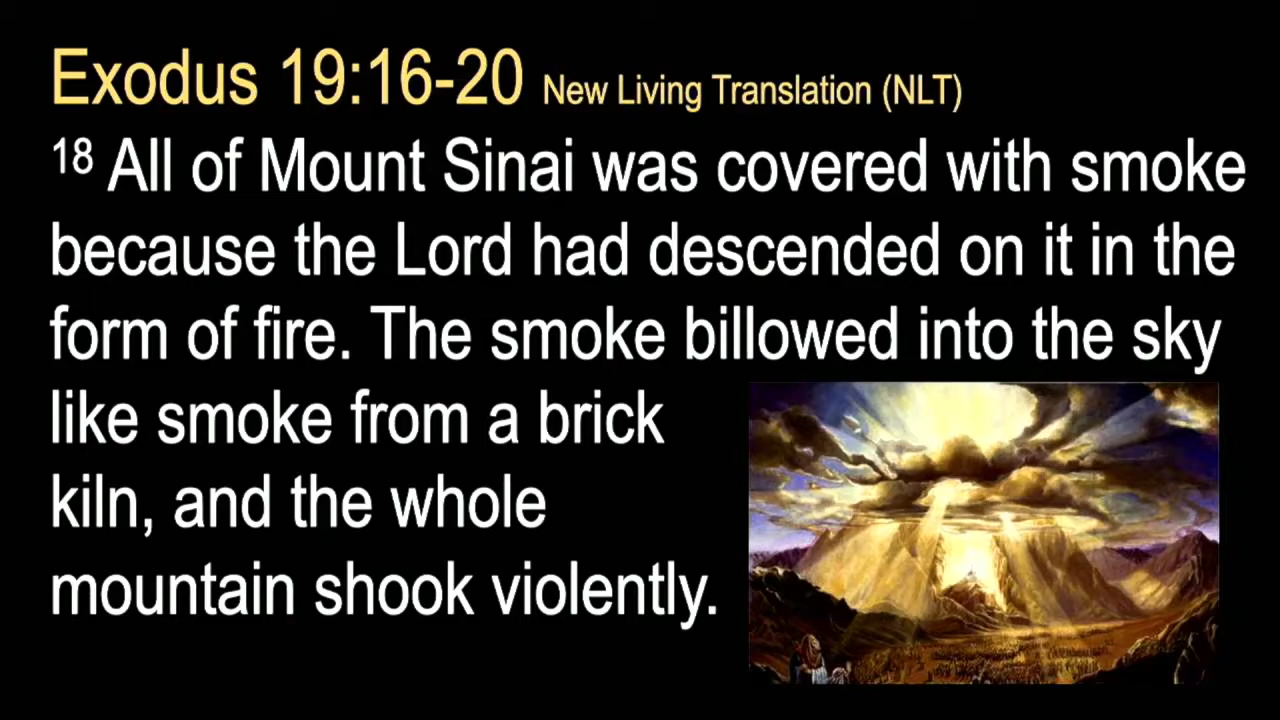 Exodus 19:16-20 New Living Translation (NLT)
18 All of Mount Sinai was covered with smoke
because the Lord had descended on it in the
form of fire. The smoke billowed into the sky
like smoke from a brick
kiln, and the whole
mountain shook violently.